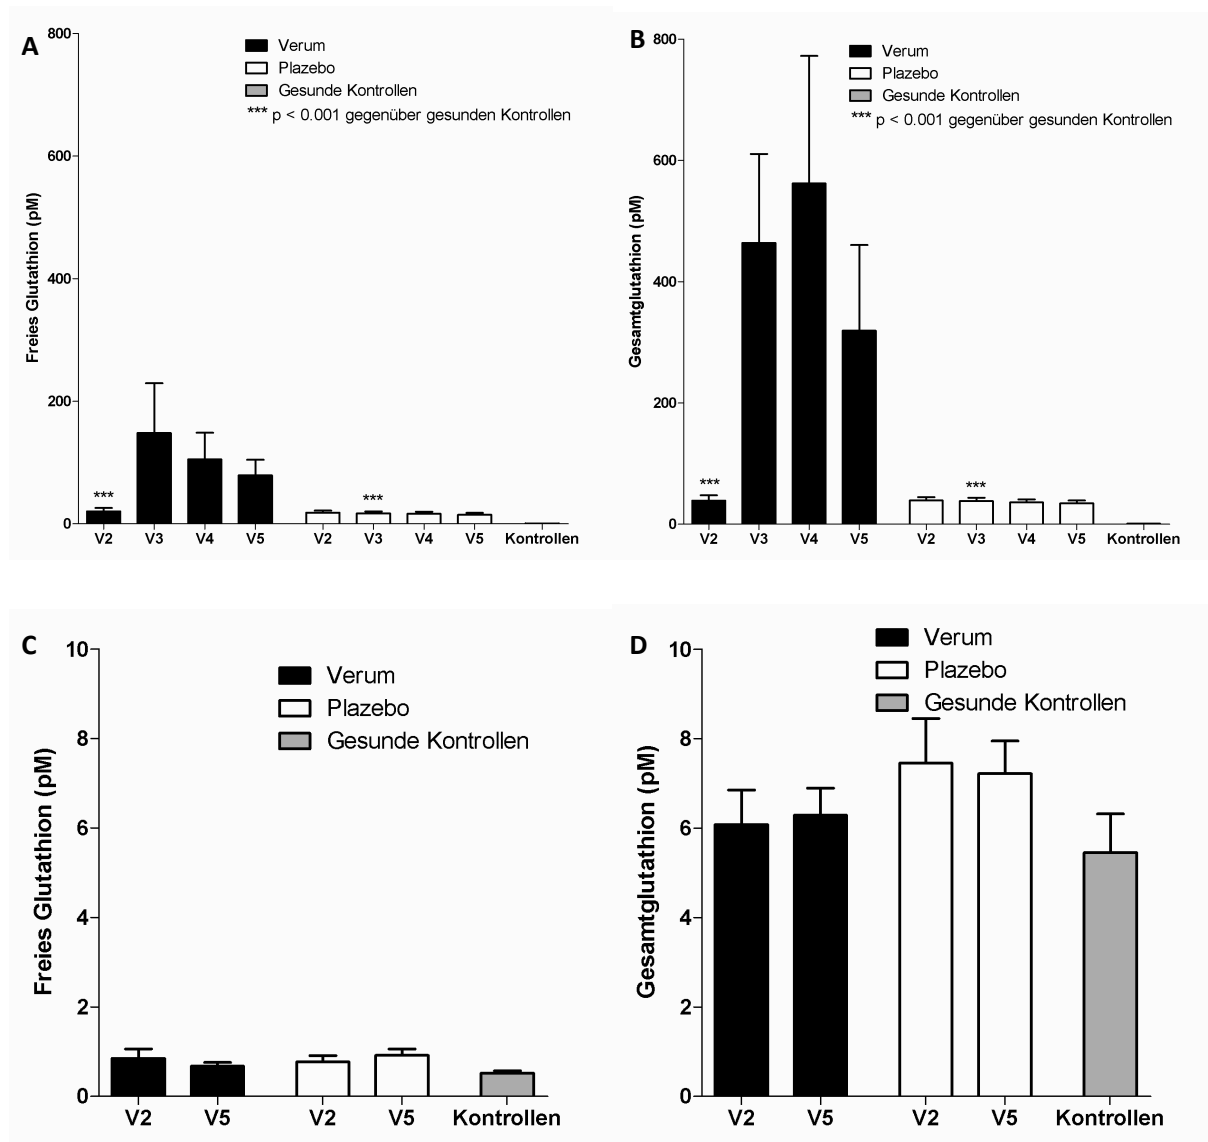 A
800
600
400
200
0
Freies Glutathion (pM)
Verum
Plazebo
Gesunde Kontrollen
*** p < 0.001 gegenüber gesunden Kontrollen
***
***
V2 V3 V4 V5 V2 V3 V4 V5 Kontrollen
B
800
600
400
200
0
Gesamtglutathion (pM)
Verum
Plazebo
Gesunde Kontrollen
*** p < 0.001 gegenüber gesunden Kontrollen
***
***
V2 V3 V4 V5 V2 V3 V4 V5 Kontrollen
C
10
8
6
4
2
0
Freies Glutathion (pM)
Verum
Plazebo
Gesunde Kontrollen
V2 V5 V2 V5 Kontrollen
D
10
8
6
4
2
0
Gesamtglutathion (pM)
Verum
Plazebo
Gesunde Kontrollen
V2 V5 V2 V5 Kontrollen